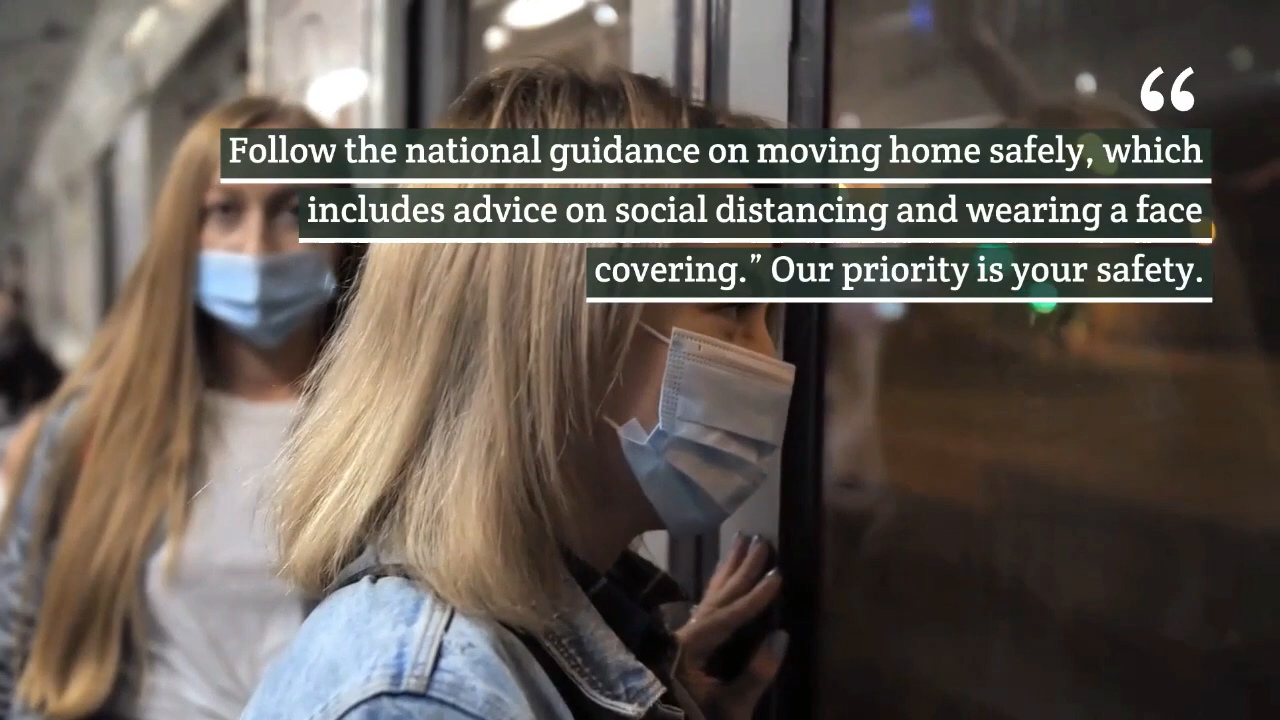 “
Follow the national guidance on moving home safely, which
includes advice on social distancing and wearing a face
covering.” Our priority is your safety.